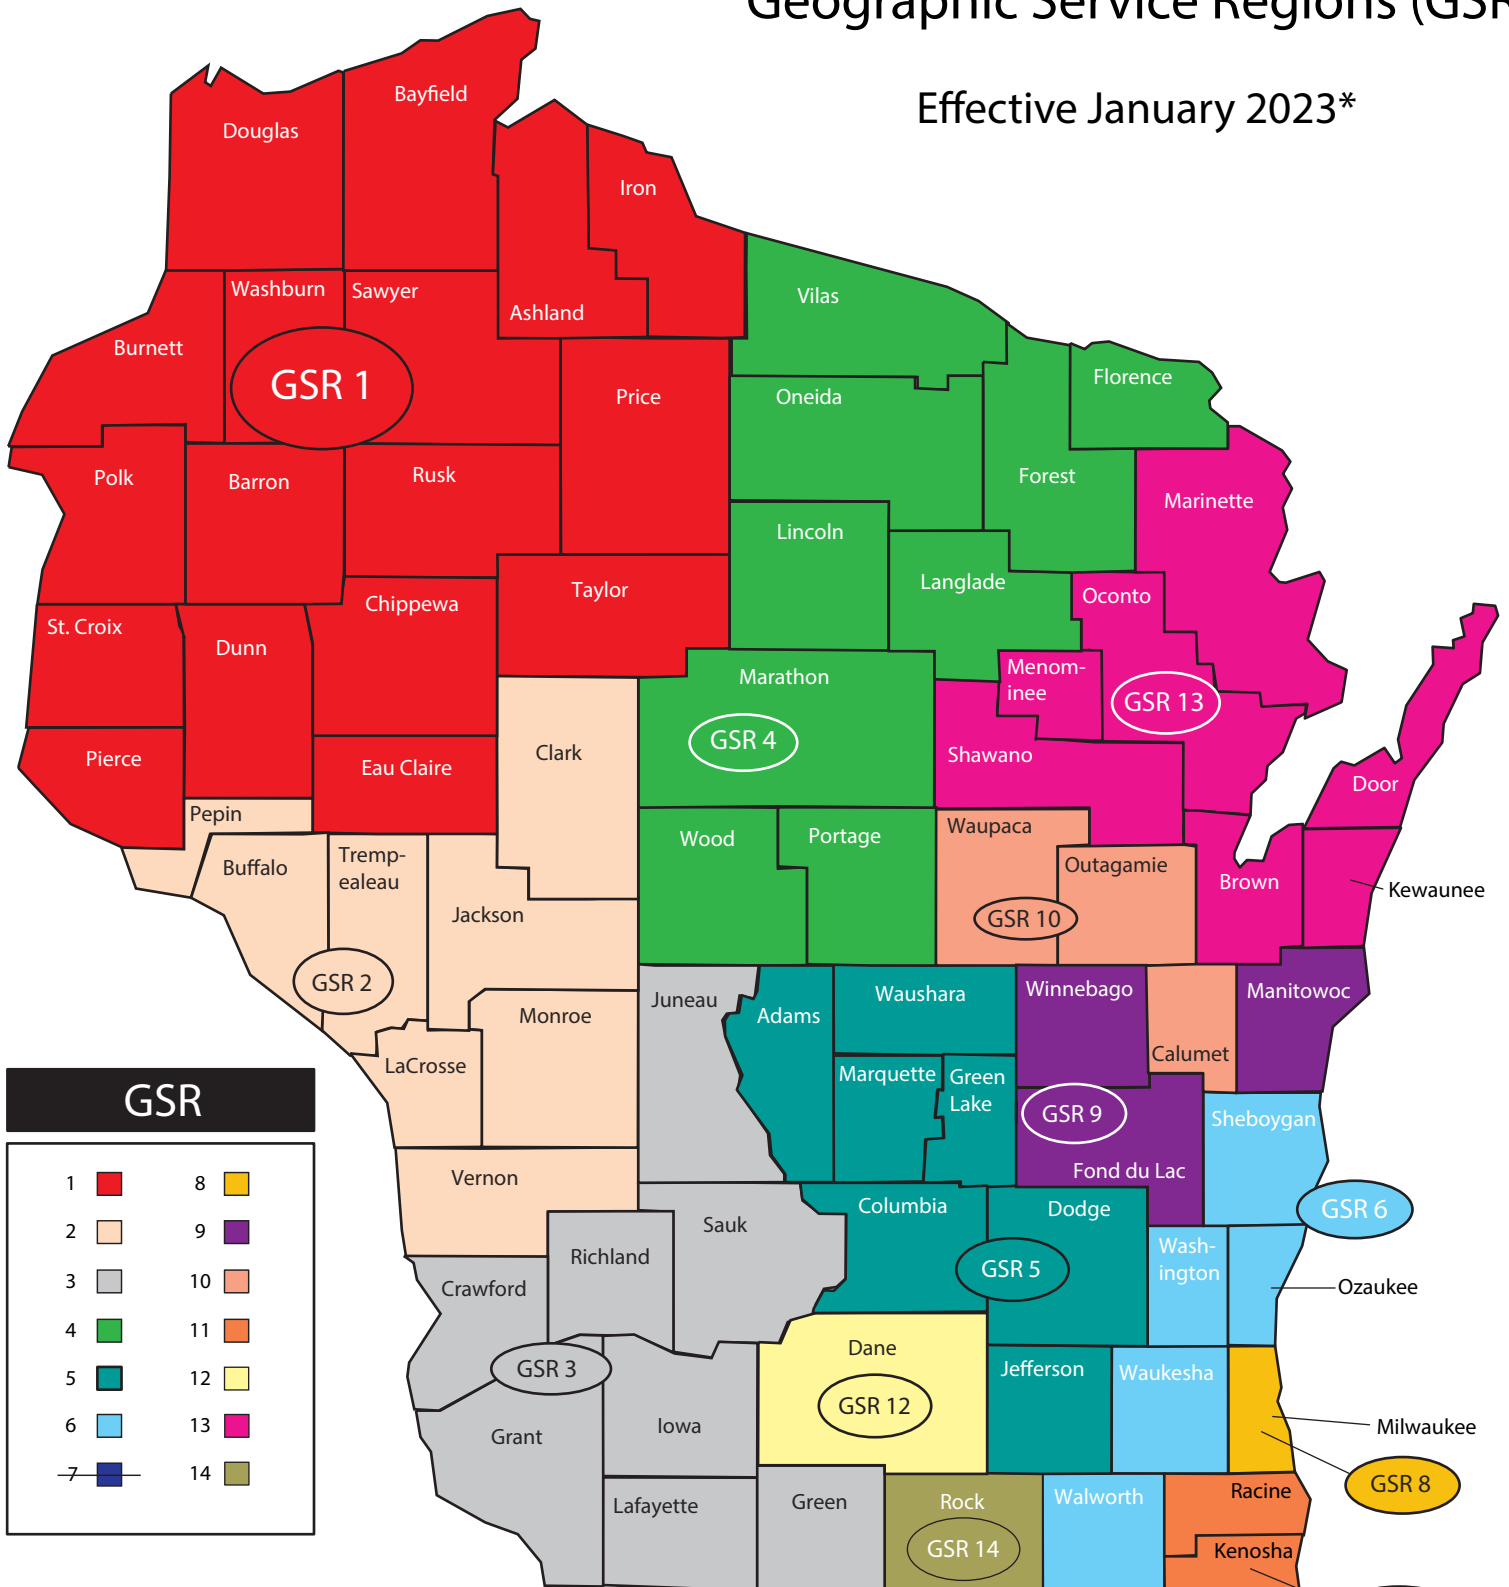 Geographic Service Regions (GSR
Effective January 2023*
Bayfield
Douglas
Iron
Washburn
Sawyer
Ashland
Vilas
Burnett
GSR 1
Price
Oneida
Florence
Polk
Barron
Rusk
Forest
Marinette
Lincoln
Taylor
Langlade
Chippewa
Oconto
St. Croix
Dunn
Marathon
Menom-
inee
GSR 13
Pierce
Eau Claire
Clark
GSR 4
Shawano
Door
Pepin
Buffalo
Tremp-
ealeau
Wood
Portage
Waupaca
Outagamie
Brown
Kewaunee
Jackson
GSR 10
GSR 2
Juneau
Waushara
Winnebago
Manitowoc
Monroe
Adams
Calumet
LaCrosse
Marquette
Green
Lake
GSR 9
Sheboygan
Vernon
Fond du Lac
Columbia
Dodge
GSR 6
Sauk
Richland
Wash-
ington
GSR 5
Crawford
Ozaukee
Dane
GSR 3
Jefferson
Waukesha
GSR 12
Iowa
Milwaukee
Grant
GSR 8
Lafayette
Green
Rock
Walworth
Racine
GSR 14
Kenosha
GSR
1
8
2
9
3
10
4
11
5
12
6
13
7
14